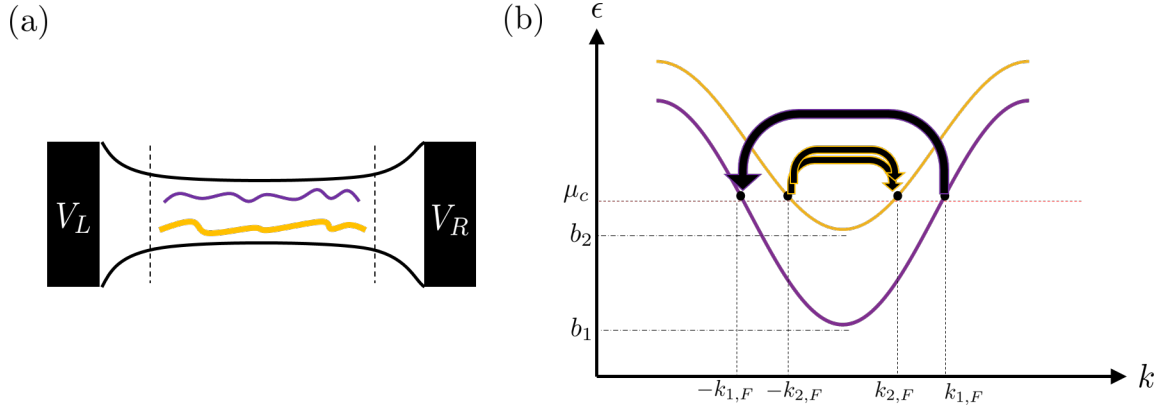 (a)
V_L
V_R
(b)
ϵ
μ_c
b_2
b_1
k
−k_{1,F}
−k_{2,F}
k_{2,F}
k_{1,F}